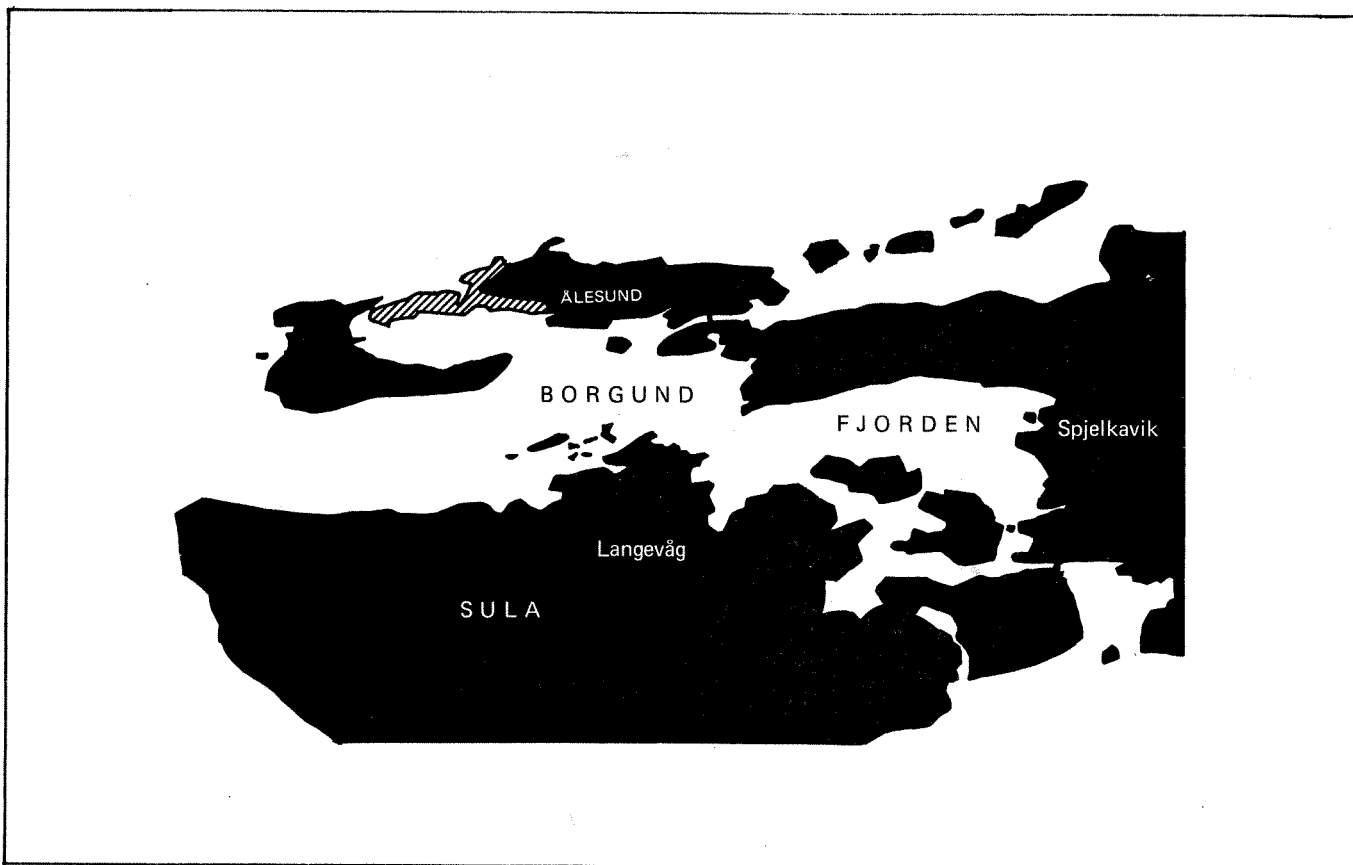 ÅLESUND
BORGUND
FJORDEN
Spjelkavik
Langevåg
SULA